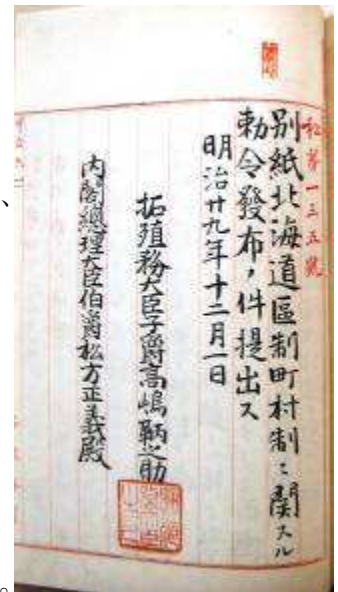 第一三五號
別紙北海道區制町村制ニ關スル
勅令發布ノ件提出ス
明治廿九年十二月一日
拓殖務大臣子爵高嶋鞆之助
内閣總理大臣伯爵松方正義殿